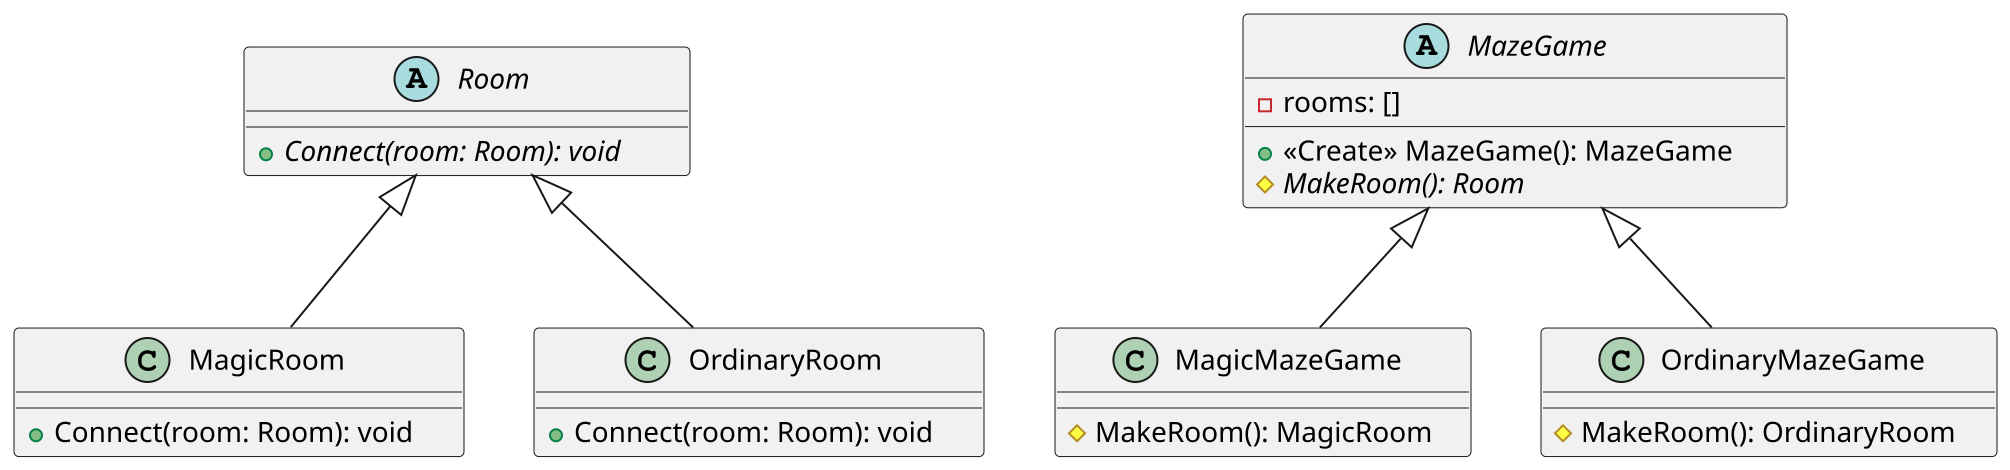 A Room
Connect(room: Room): void
A MazeGame
rooms: []
«Create» MazeGame(): MazeGame
MakeRoom(): Room
C MagicRoom
Connect(room: Room): void
C OrdinaryRoom
Connect(room: Room): void
C MagicMazeGame
MakeRoom(): MagicRoom
C OrdinaryMazeGame
MakeRoom(): OrdinaryRoom